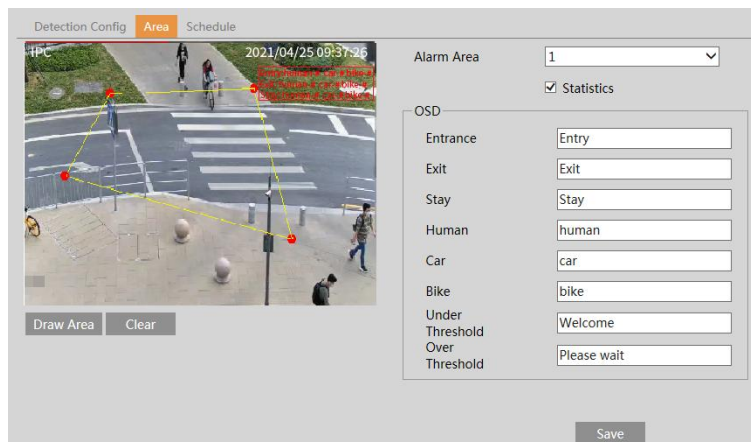 Detection Config Area Schedule
IPC 2021/04/25 09:37:26
Alarm Area 1
Statistics
OSD
Entrance Entry
Exit Exit
Stay Stay
Human human
Car car
Bike bike
Under Threshold Welcome
Over Threshold Please wait
Draw Area Clear
Save